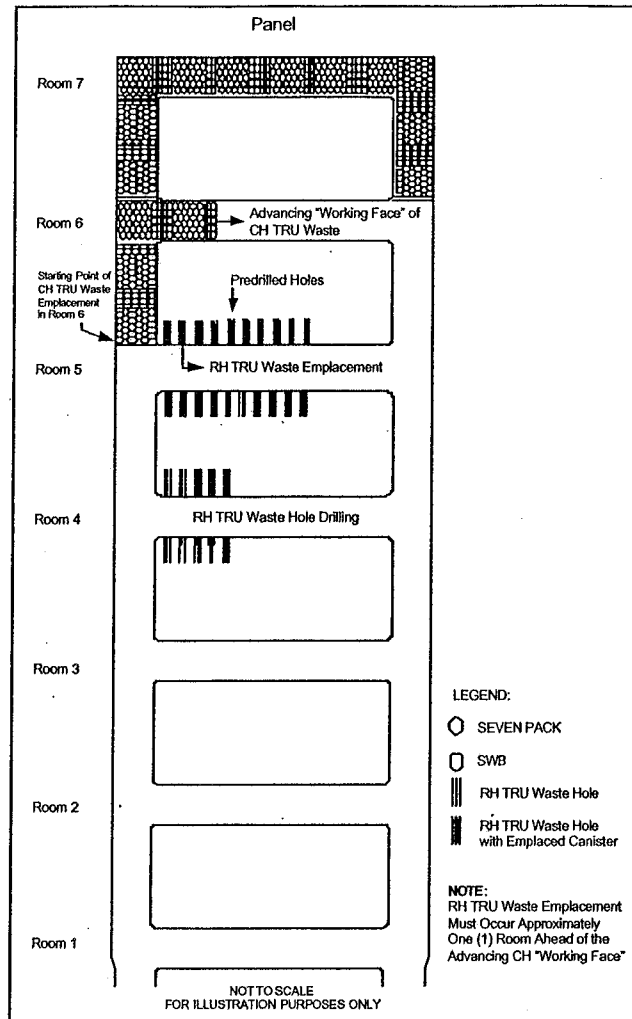 Panel
Room 7
Room 6
Advancing "Working Face" of
CH TRU Waste
Starting Point of
CH TRU Waste
Emplacement
in Room 6
Predrilled Holes
RH TRU Waste Emplacement
Room 5
Room 4
RH TRU Waste Hole Drilling
Room 3
Room 2
Room 1
LEGEND:
SEVEN PACK
SWB
RH TRU Waste Hole
RH TRU Waste Hole
with Emplaced Canister
NOTE:
RH TRU Waste Emplacement
Must Occur Approximately
One (1) Room Ahead of the
Advancing CH "Working Face"
NOT TO SCALE
FOR ILLUSTRATION PURPOSES ONLY